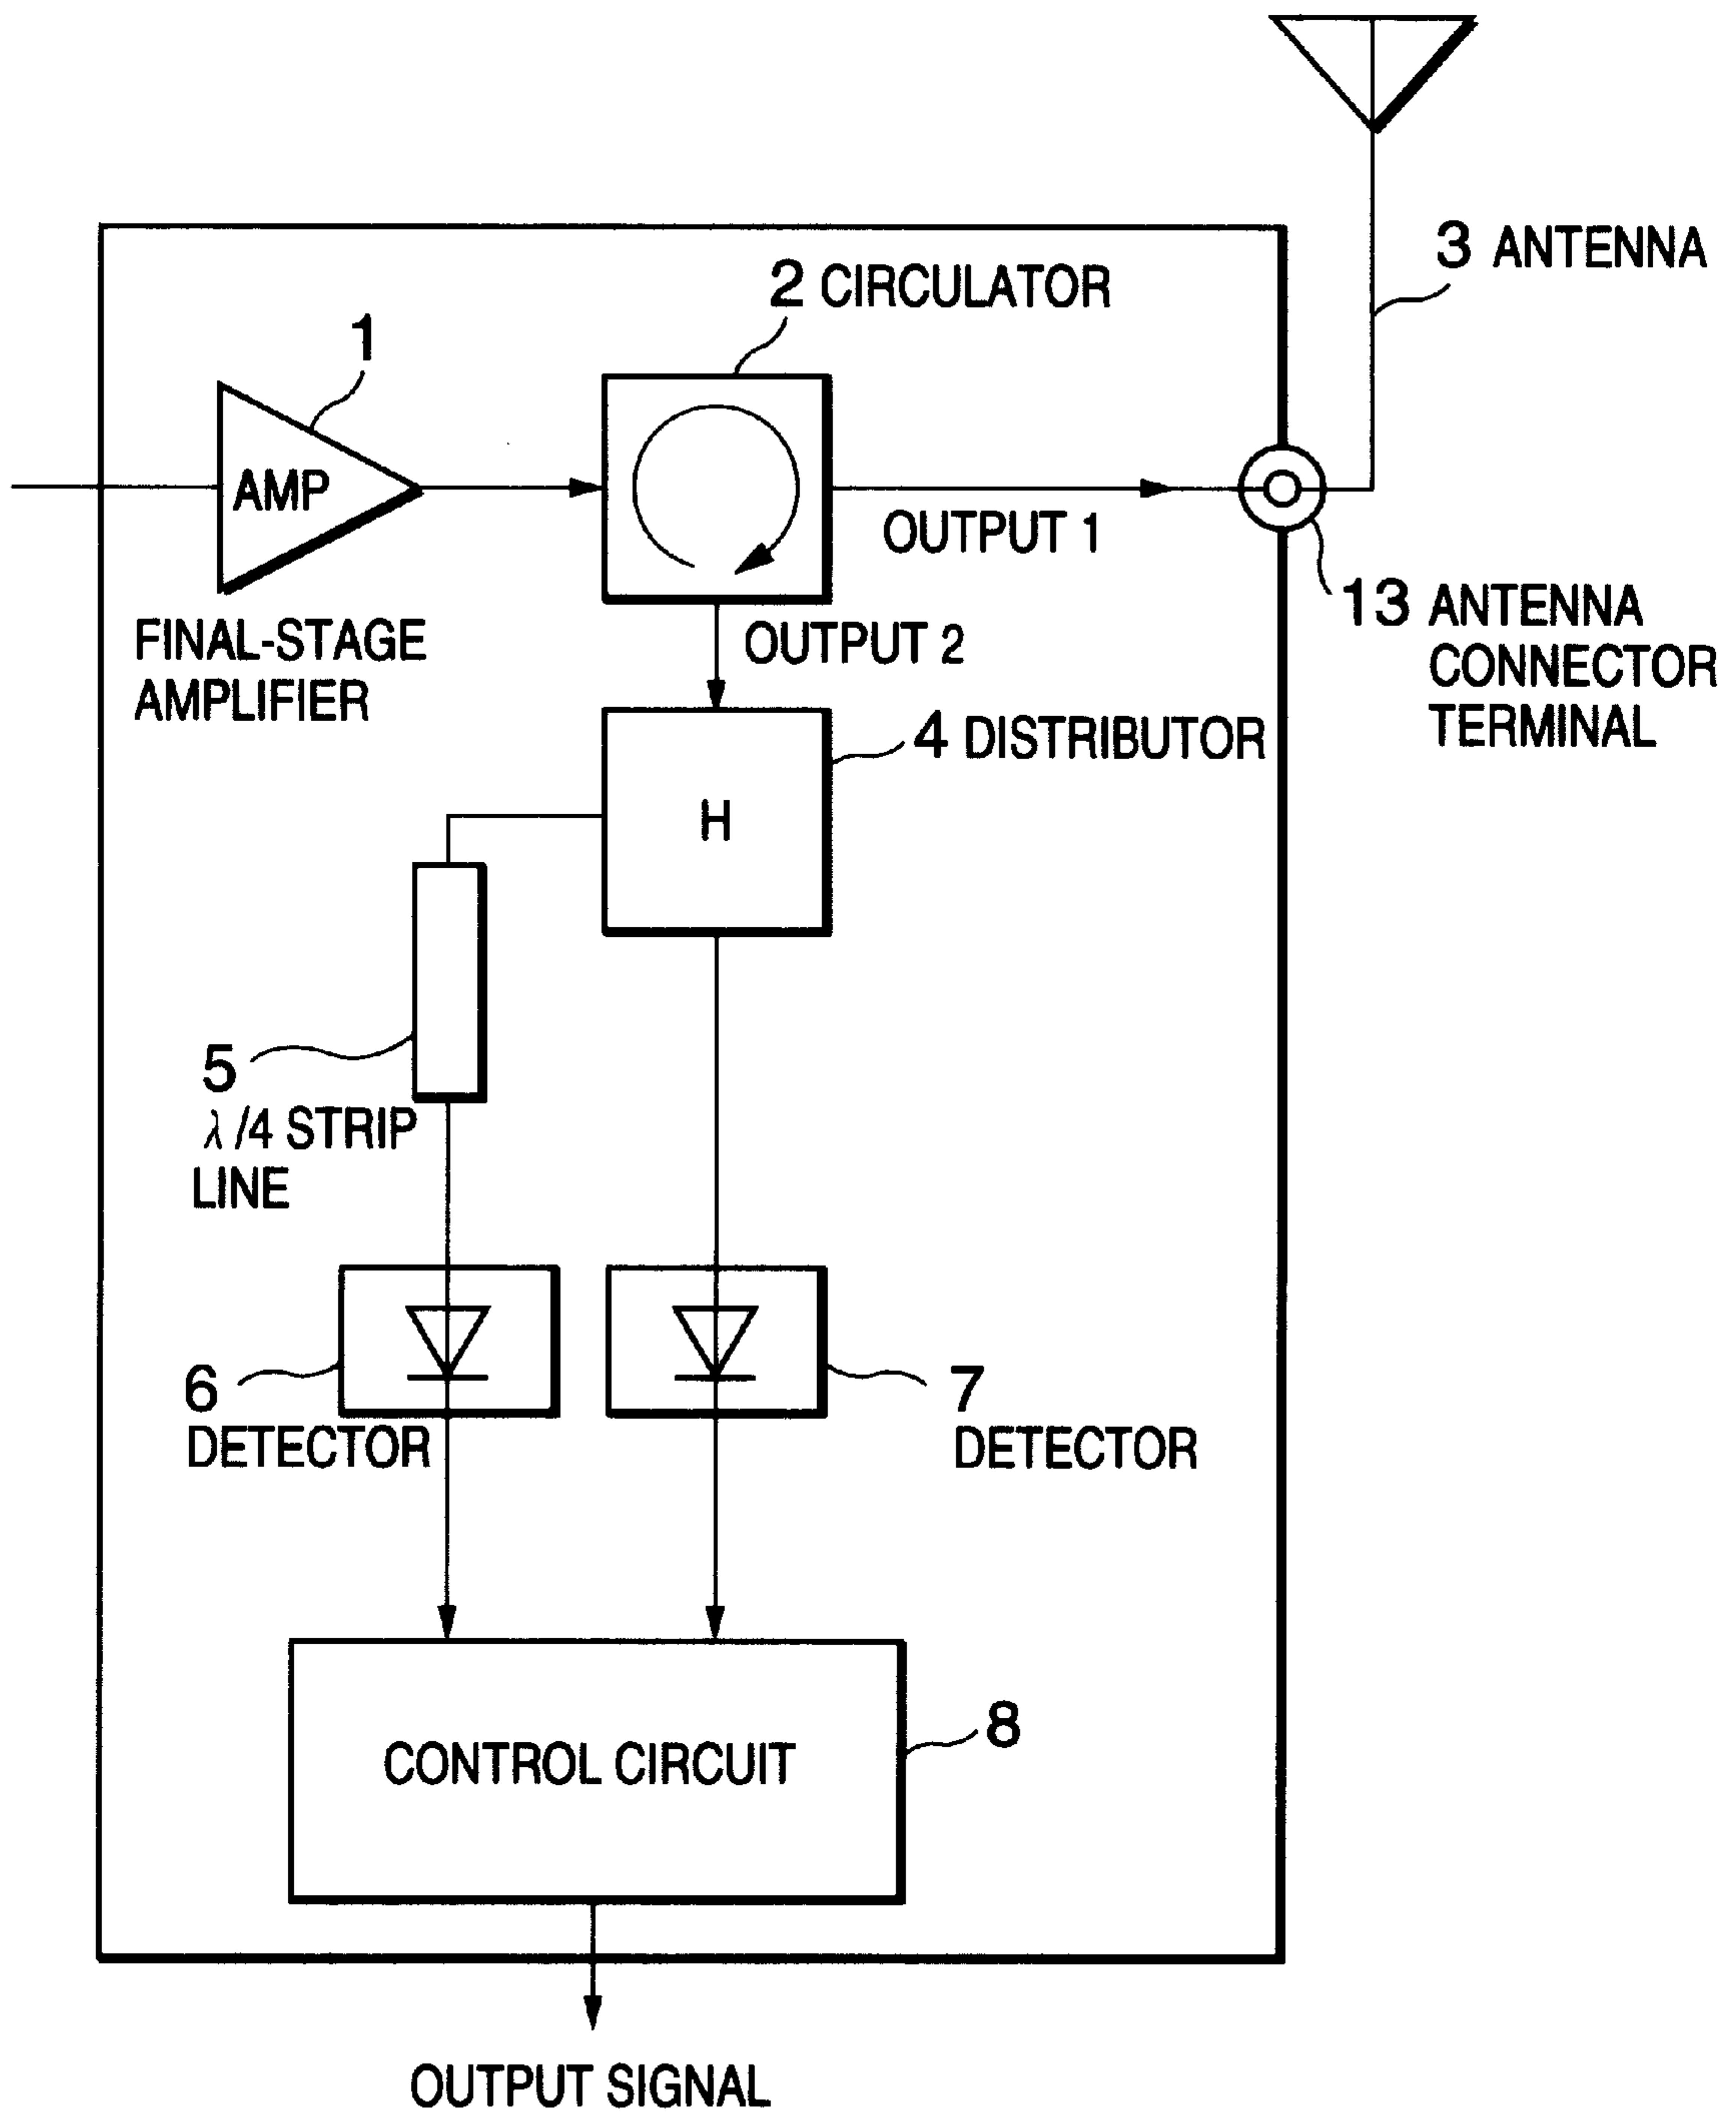 3 ANTENNA
2 CIRCULATOR
1
AMP
OUTPUT 1
13 ANTENNA
CONNECTOR
TERMINAL
FINAL-STAGE
AMPLIFIER
OUTPUT 2
4 DISTRIBUTOR
H
5
λ/4 STRIP
LINE
6
DETECTOR
7
DETECTOR
CONTROL CIRCUIT
8
OUTPUT SIGNAL